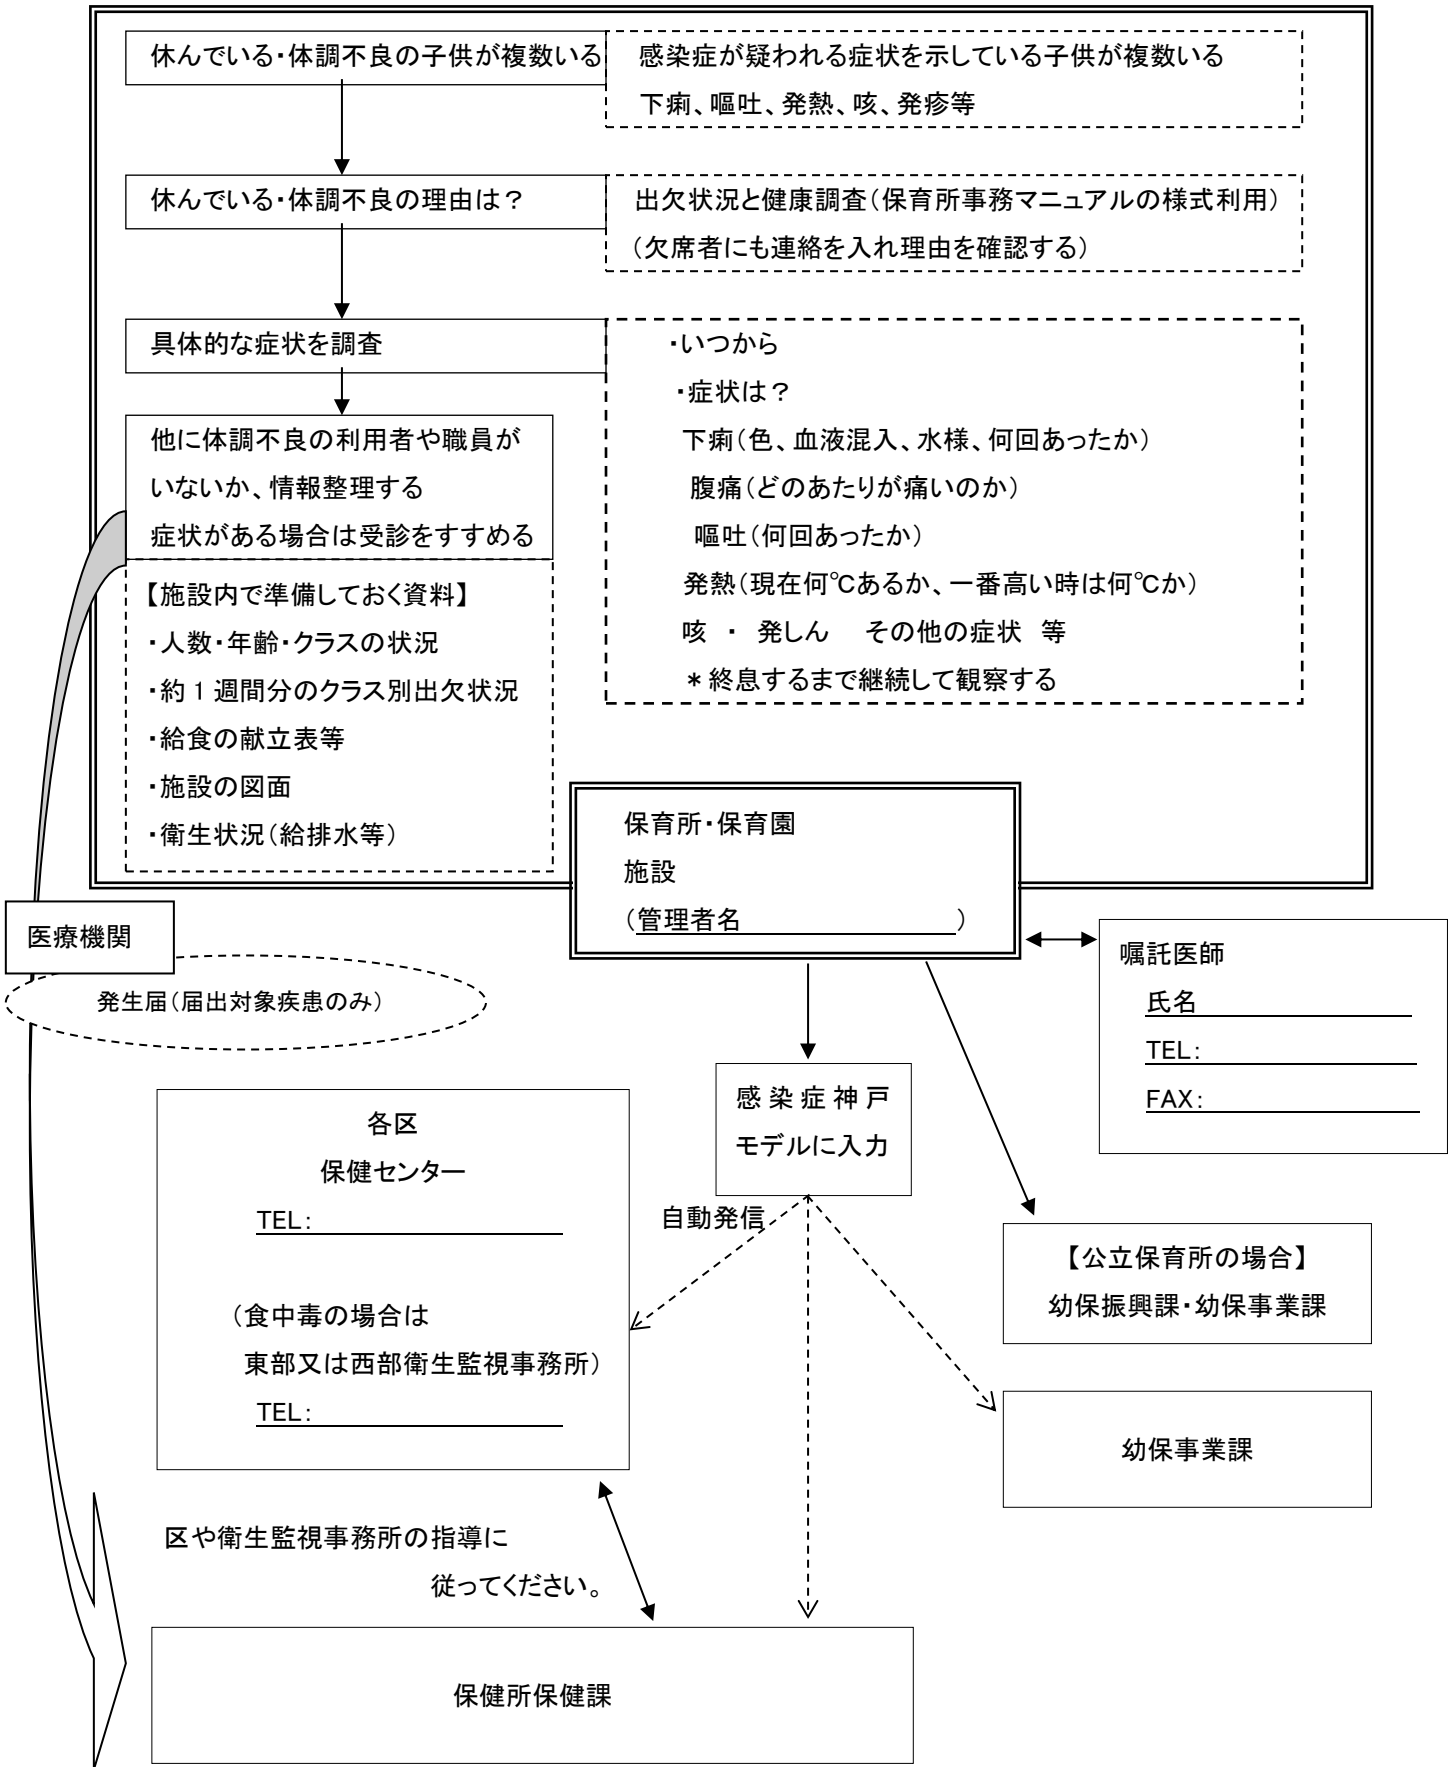 休んでいる・体調不良の子供が複数いる
感染症が疑われる症状を示している子供が複数いる
下痢、嘔吐、発熱、咳、発疹等
休んでいる・体調不良の理由は？
出欠状況と健康調査（保育所事務マニュアルの様式利用）
（欠席者にも連絡を入れ理由を確認する）
具体的な症状を調査
・いつから
・症状は？
下痢（色、血液混入、水様、何回あったか）
腹痛（どのあたりが痛いのか）
嘔吐（何回あったか）
発熱（現在何℃あるか、一番高い時は何℃か）
咳 ・ 発しん　その他の症状　等
＊終息するまで継続して観察する
他に体調不良の利用者や職員が
いないか、情報整理する
症状がある場合は受診をすすめる
【施設内で準備しておく資料】
・人数・年齢・クラスの状況
・約 1 週間分のクラス別出欠状況
・給食の献立表等
・施設の図面
・衛生状況（給排水等）
保育所・保育園
施設
（管理者名　　　　　　　　）
医療機関
発生届（届出対象疾患のみ）
嘱託医師
氏名
TEL：
FAX：
感染症神戸
モデルに入力
各区
保健センター
TEL：
（食中毒の場合は
東部又は西部衛生監視事務所）
TEL：
自動発信
【公立保育所の場合】
幼保振興課・幼保事業課
幼保事業課
区や衛生監視事務所の指導に
従ってください。
保健所保健課